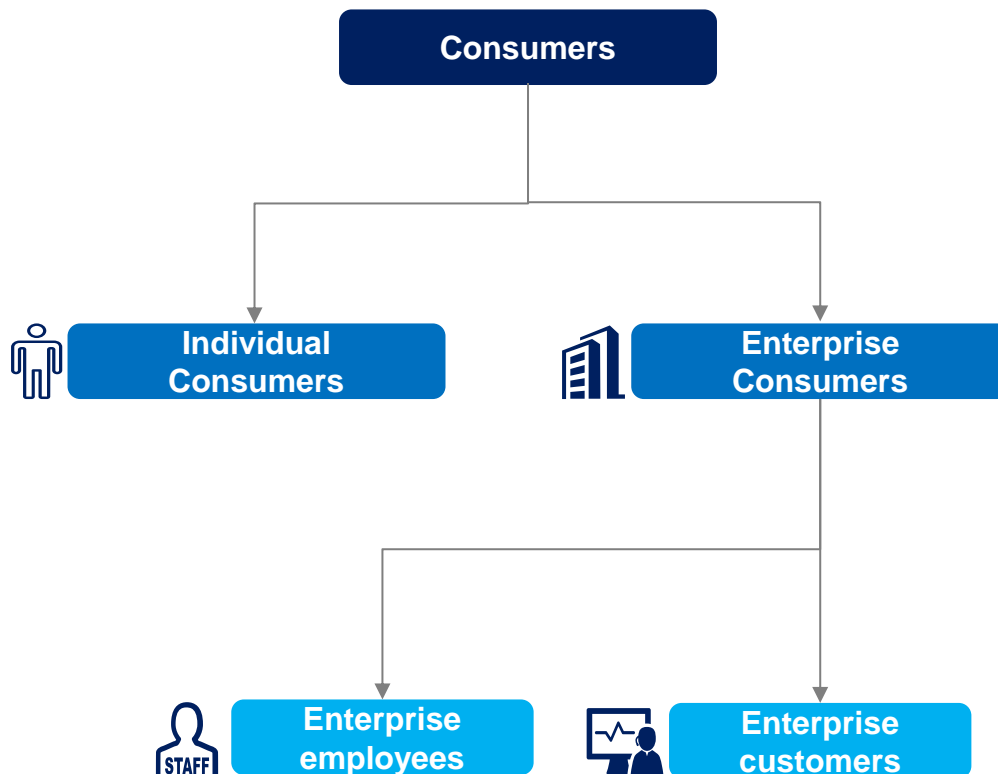 Consumers
Individual
Consumers
Enterprise
Consumers
Enterprise
employees
STAFF
Enterprise
customers